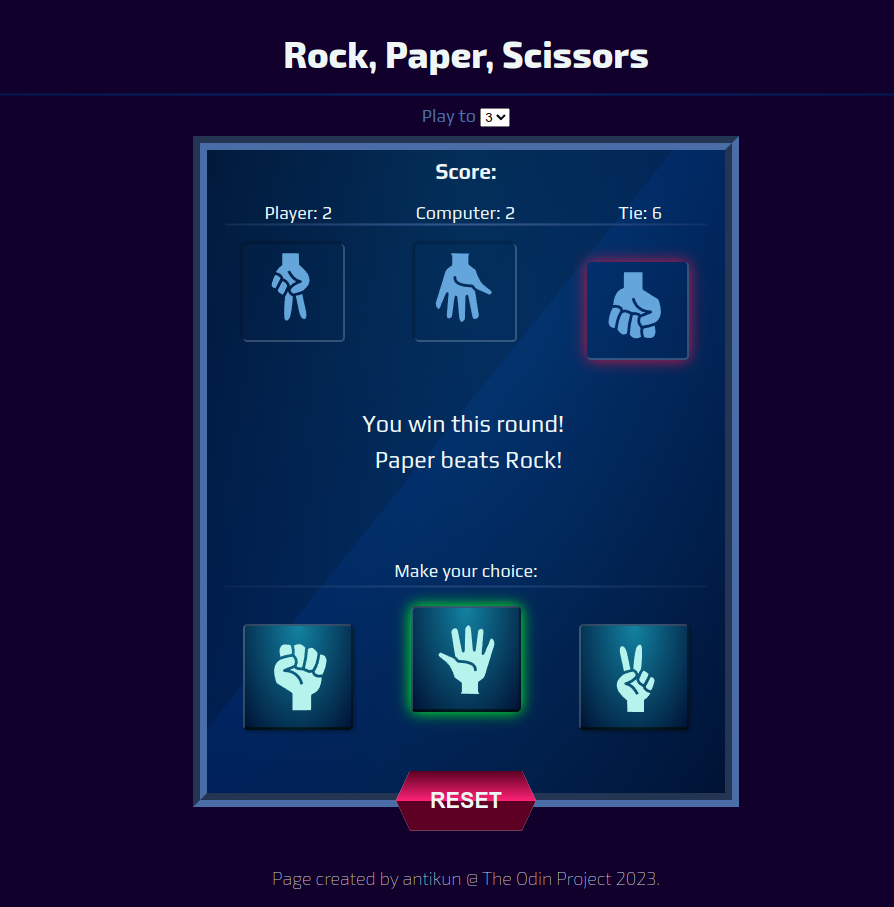 Rock, Paper, Scissors
Play to 3
Score:
Player: 2 Computer: 2 Tie: 6
You win this round!
Paper beats Rock!
Make your choice:
RESET
Page created by antikun @ The Odin Project 2023.